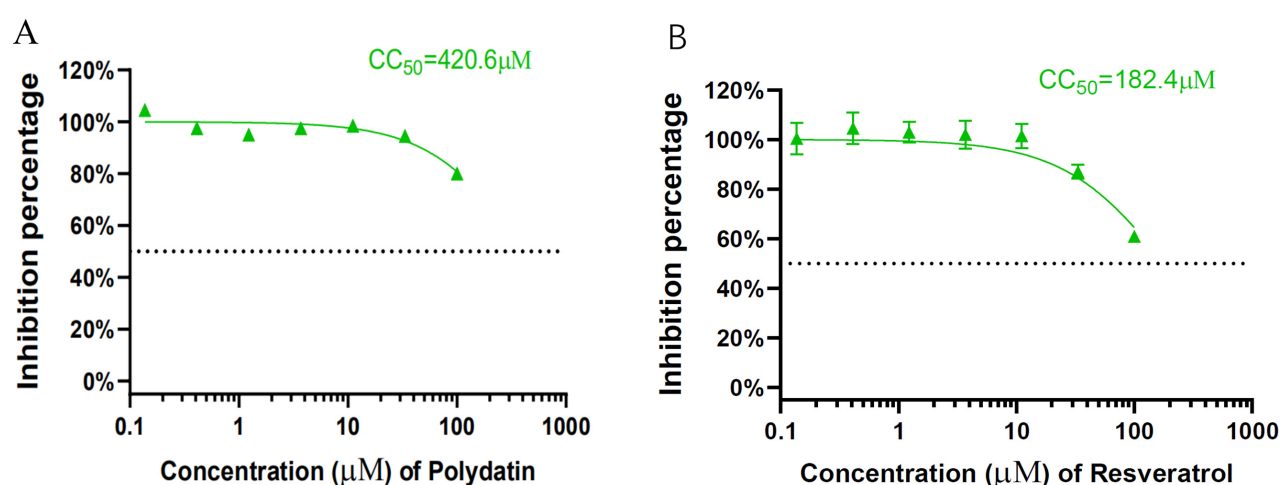 A
CC50=420.6μM
Inhibition percentage
120%
100%
80%
60%
40%
20%
0%
0.1 1 10 100 1000
Concentration (μM) of Polydatin
B
CC50=182.4μM
Inhibition percentage
120%
100%
80%
60%
40%
20%
0%
0.1 1 10 100 1000
Concentration (μM) of Resveratrol